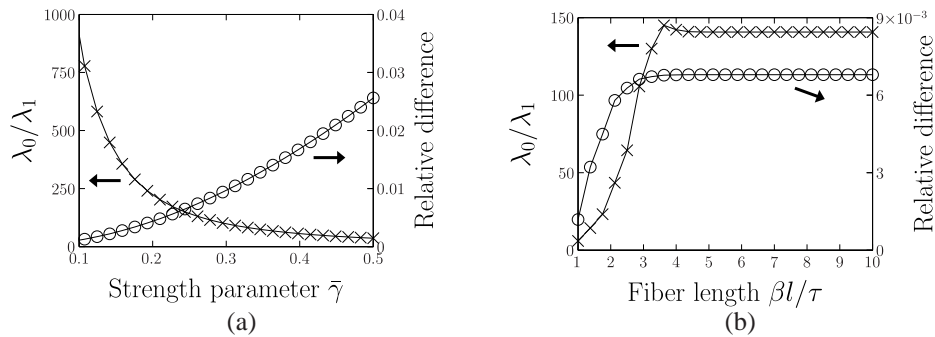 1000
750
500
250
0
λ₀/λ₁
0.04
0.03
0.02
0.01
0
Relative difference
0.1 0.2 0.3 0.4 0.5
Strength parameter γ̄
(a)
150
125
100
75
50
25
0
λ₀/λ₁
9×10⁻³
6
3
0
Relative difference
1 2 3 4 5 6 7 8 9 10
Fiber length βl/τ
(b)